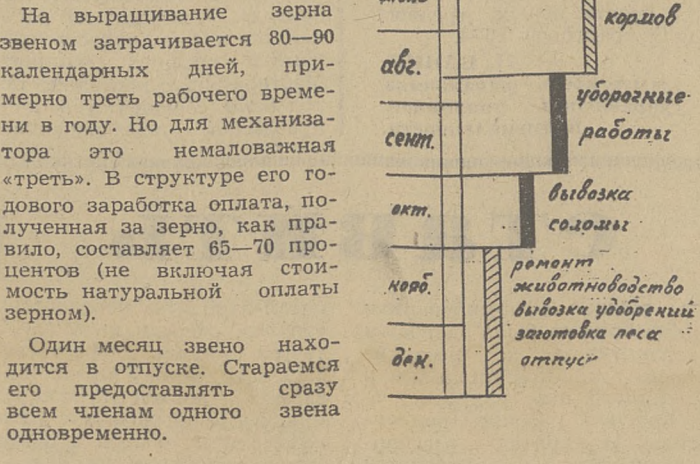 На выращивание зерна
звеном затрачивается 80—90
календарных дней, при-
мерно треть рабочего време-
ни в году. Но для механиза-
тора это немаловажная
«треть». В структуре его го-
дового заработка оплата, по-
лученная за зерно, как пра-
вило, составляет 65—70 про-
центов (не включая стои-
мость натуральной оплаты
зерном).
Один месяц звено нахо-
дится в отпуске. Стараемся
его предоставлять сразу
всем членам одного звена
одновременно.
кормов
авг.
уборочные
работы
сент.
вывозка
соломы
окт.
ремонт
животноводство
вывозка удобрений
заготовка леса
отпуск
нояб.
дек.